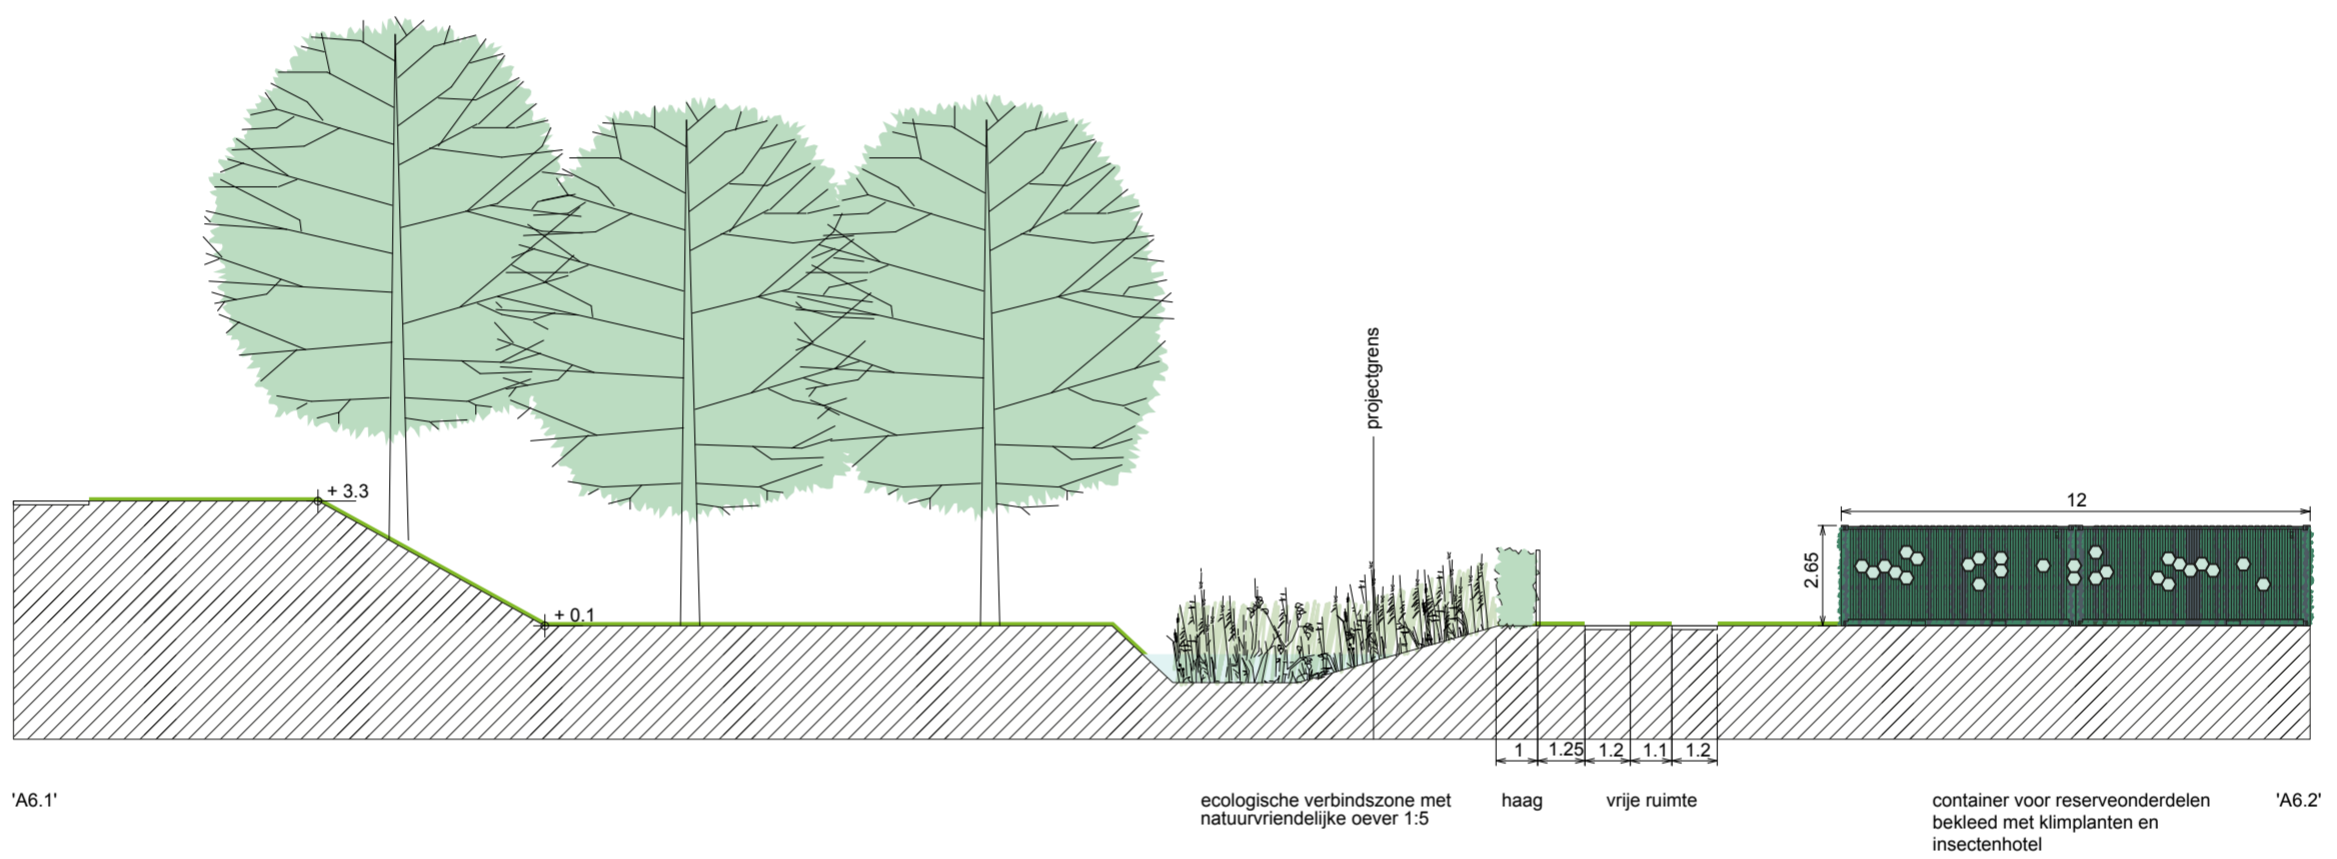 projectgrens
+ 3.3
+ 0.1
12
2.65
1
1.25
1.2
1.1
1.2
'A6.1'
ecologische verbindszone met
natuurvriendelijke oever 1:5
haag
vrije ruimte
container voor reserveonderdelen
bekleed met klimplanten en
insectenhotel
'A6.2'